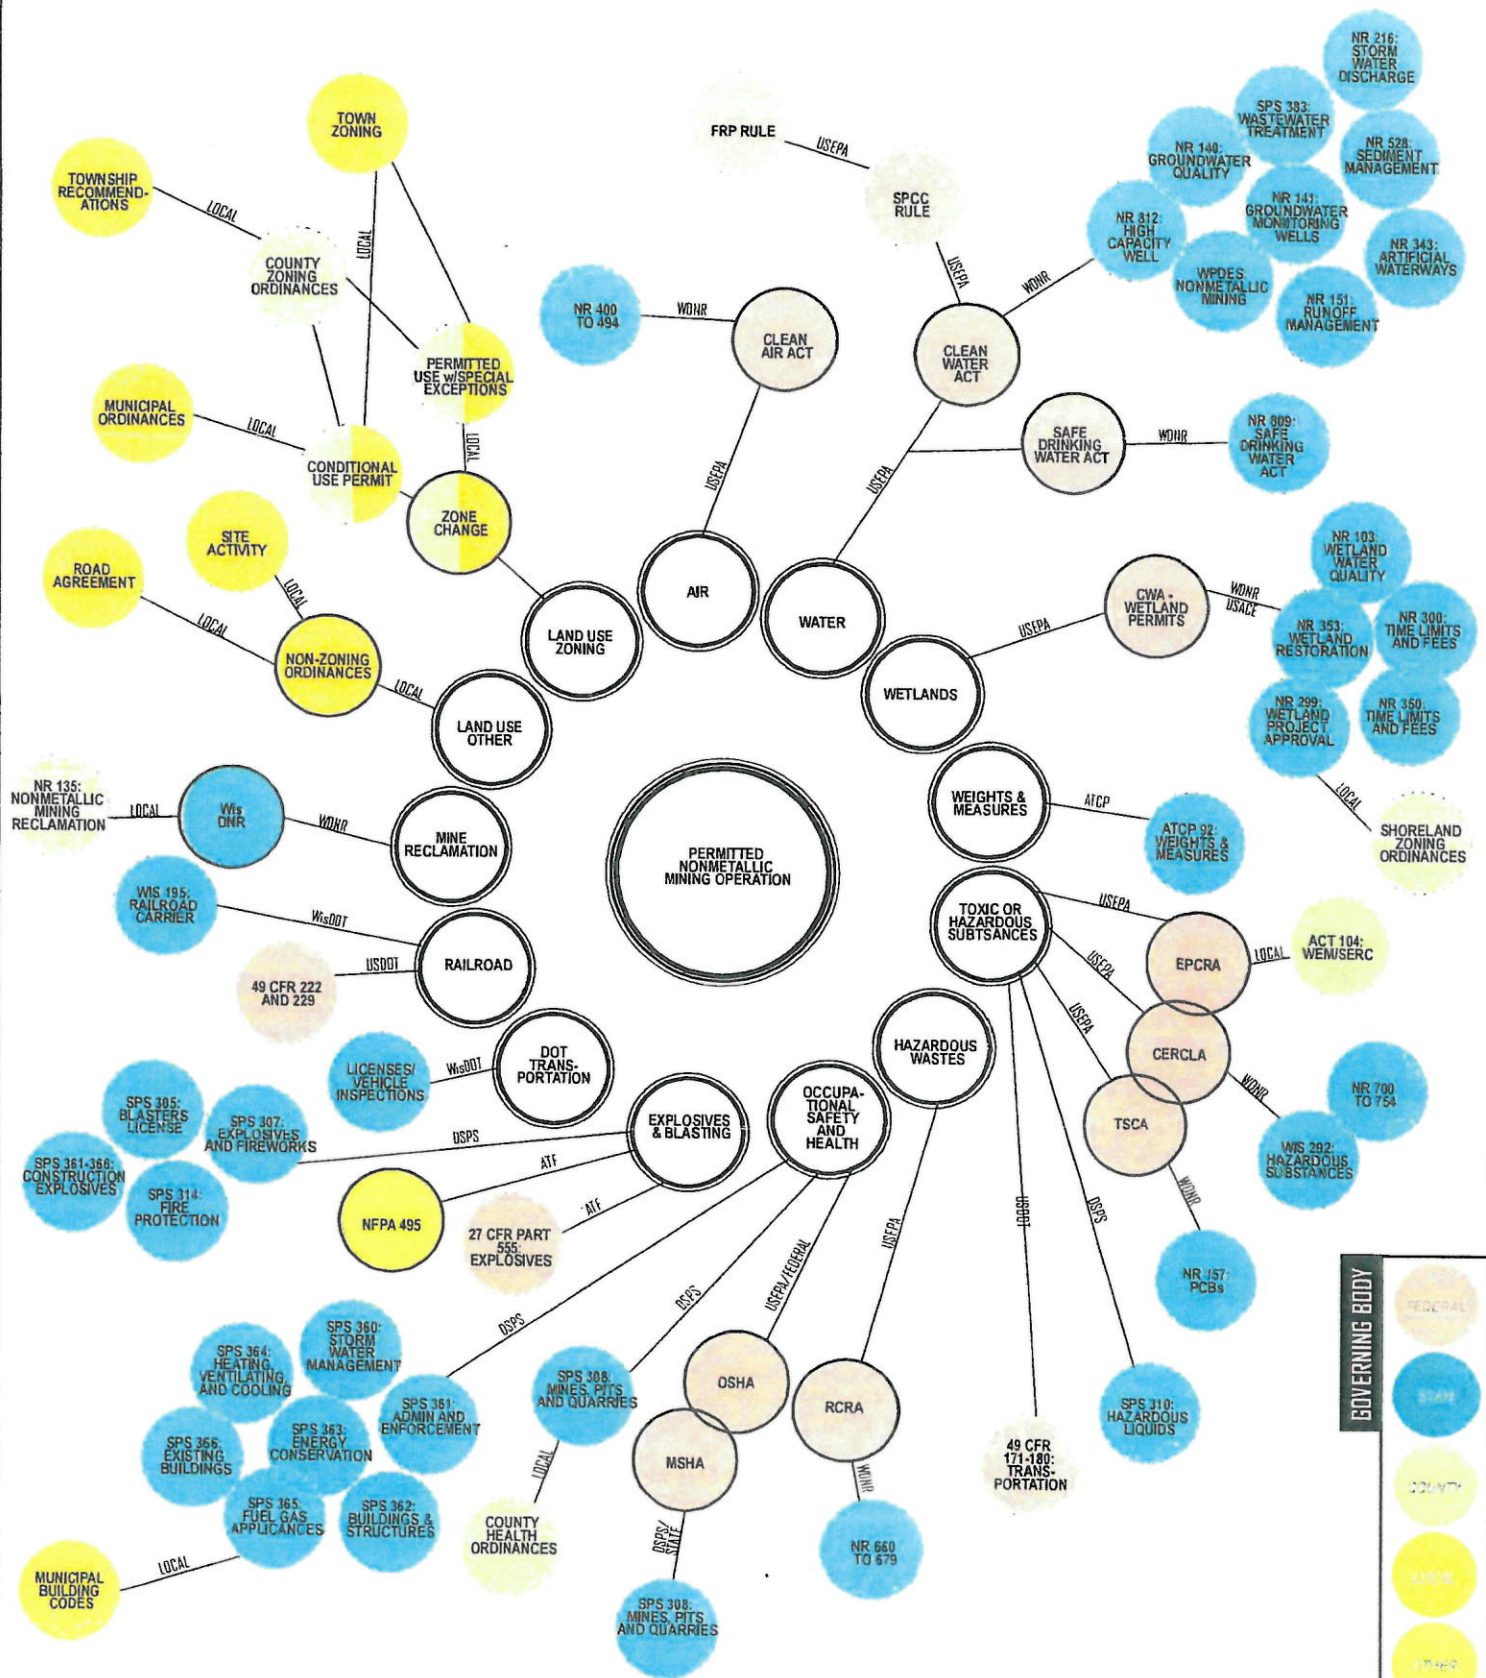 NR 216:
STORM
WATER
DISCHARGE
SPS 383:
WASTEWATER
TREATMENT
NR 528:
SEDIMENT
MANAGEMENT
NR 140:
GROUNDWATER
QUALITY
NR 141:
GROUNDWATER
MONITORING
WELLS
NR 812:
HIGH
CAPACITY
WELL
NR 343:
ARTIFICIAL
WATERWAYS
WPDES
NONMETALLIC
MINING
NR 151:
RUNOFF
MANAGEMENT
WDNR
FRP RULE
USEPA
SPCC
RULE
USEPA
CLEAN
WATER
ACT
USEPA
SAFE
DRINKING
WATER ACT
WDNR
NR 809:
SAFE
DRINKING
WATER
ACT
WATER
TOWN
ZONING
TOWNSHIP
RECOMMEND-
ATIONS
LOCAL
LOCAL
COUNTY
ZONING
ORDINANCES
PERMITTED
USE w/SPECIAL
EXCEPTIONS
LOCAL
MUNICIPAL
ORDINANCES
LOCAL
CONDITIONAL
USE PERMIT
ZONE
CHANGE
LAND USE
ZONING
NR 400
TO 494
WDNR
CLEAN
AIR ACT
USEPA
AIR
SITE
ACTIVITY
LOCAL
ROAD
AGREEMENT
LOCAL
NON-ZONING
ORDINANCES
LOCAL
LAND USE
OTHER
NR 103:
WETLAND
WATER
QUALITY
NR 300:
TIME LIMITS
AND FEES
NR 353:
WETLAND
RESTORATION
NR 299:
WETLAND
PROJECT
APPROVAL
NR 350:
TIME LIMITS
AND FEES
WDNR
USACE
CWA -
WETLAND
PERMITS
USEPA
WETLANDS
LOCAL
SHORELAND
ZONING
ORDINANCES
NR 135:
NONMETALLIC
MINING
RECLAMATION
LOCAL
Wis
DNR
WDNR
MINE
RECLAMATION
PERMITTED
NONMETALLIC
MINING OPERATION
WEIGHTS &
MEASURES
ATCP
ATCP 92:
WEIGHTS &
MEASURES
WIS 195:
RAILROAD
CARRIER
WisDOT
49 CFR 222
AND 229
USDOT
RAILROAD
TOXIC OR
HAZARDOUS
SUBTSANCES
USEPA
EPCRA
LOCAL
ACT 104:
WEM/SERC
USEPA
CERCLA
WDNR
NR 700
TO 754
WIS 292:
HAZARDOUS
SUBSTANCES
USEPA
TSCA
WDNR
NR 157:
PCBs
DSPS
SPS 310:
HAZARDOUS
LIQUIDS
USDOT
49 CFR
171-180:
TRANS-
PORTATION
LICENSES/
VEHICLE
INSPECTIONS
WisDOT
DOT
TRANS-
PORTATION
HAZARDOUS
WASTES
USEPA
RCRA
WDNR
NR 660
TO 679
SPS 305:
BLASTERS
LICENSE
SPS 307:
EXPLOSIVES
AND FIREWORKS
SPS 361-366:
CONSTRUCTION
EXPLOSIVES
SPS 314:
FIRE
PROTECTION
DSPS
NFPA 495
ATF
27 CFR PART
555:
EXPLOSIVES
ATF
EXPLOSIVES
& BLASTING
OCCUPA-
TIONAL
SAFETY
AND
HEALTH
USEPA/FEDERAL
OSHA
MSHA
DSPS/
STATE
SPS 308:
MINES, PITS
AND QUARRIES
DSPS
SPS 308:
MINES, PITS
AND QUARRIES
LOCAL
COUNTY
HEALTH
ORDINANCES
DSPS
SPS 360:
STORM
WATER
MANAGEMENT
SPS 364:
HEATING,
VENTILATING,
AND COOLING
SPS 361:
ADMIN AND
ENFORCEMENT
SPS 363:
ENERGY
CONSERVATION
SPS 366:
EXISTING
BUILDINGS
SPS 365:
FUEL GAS
APPLICANCES
SPS 362:
BUILDINGS &
STRUCTURES
LOCAL
MUNICIPAL
BUILDING
CODES
GOVERNING BODY
FEDERAL
STATE
COUNTY
LOCAL
OTHER